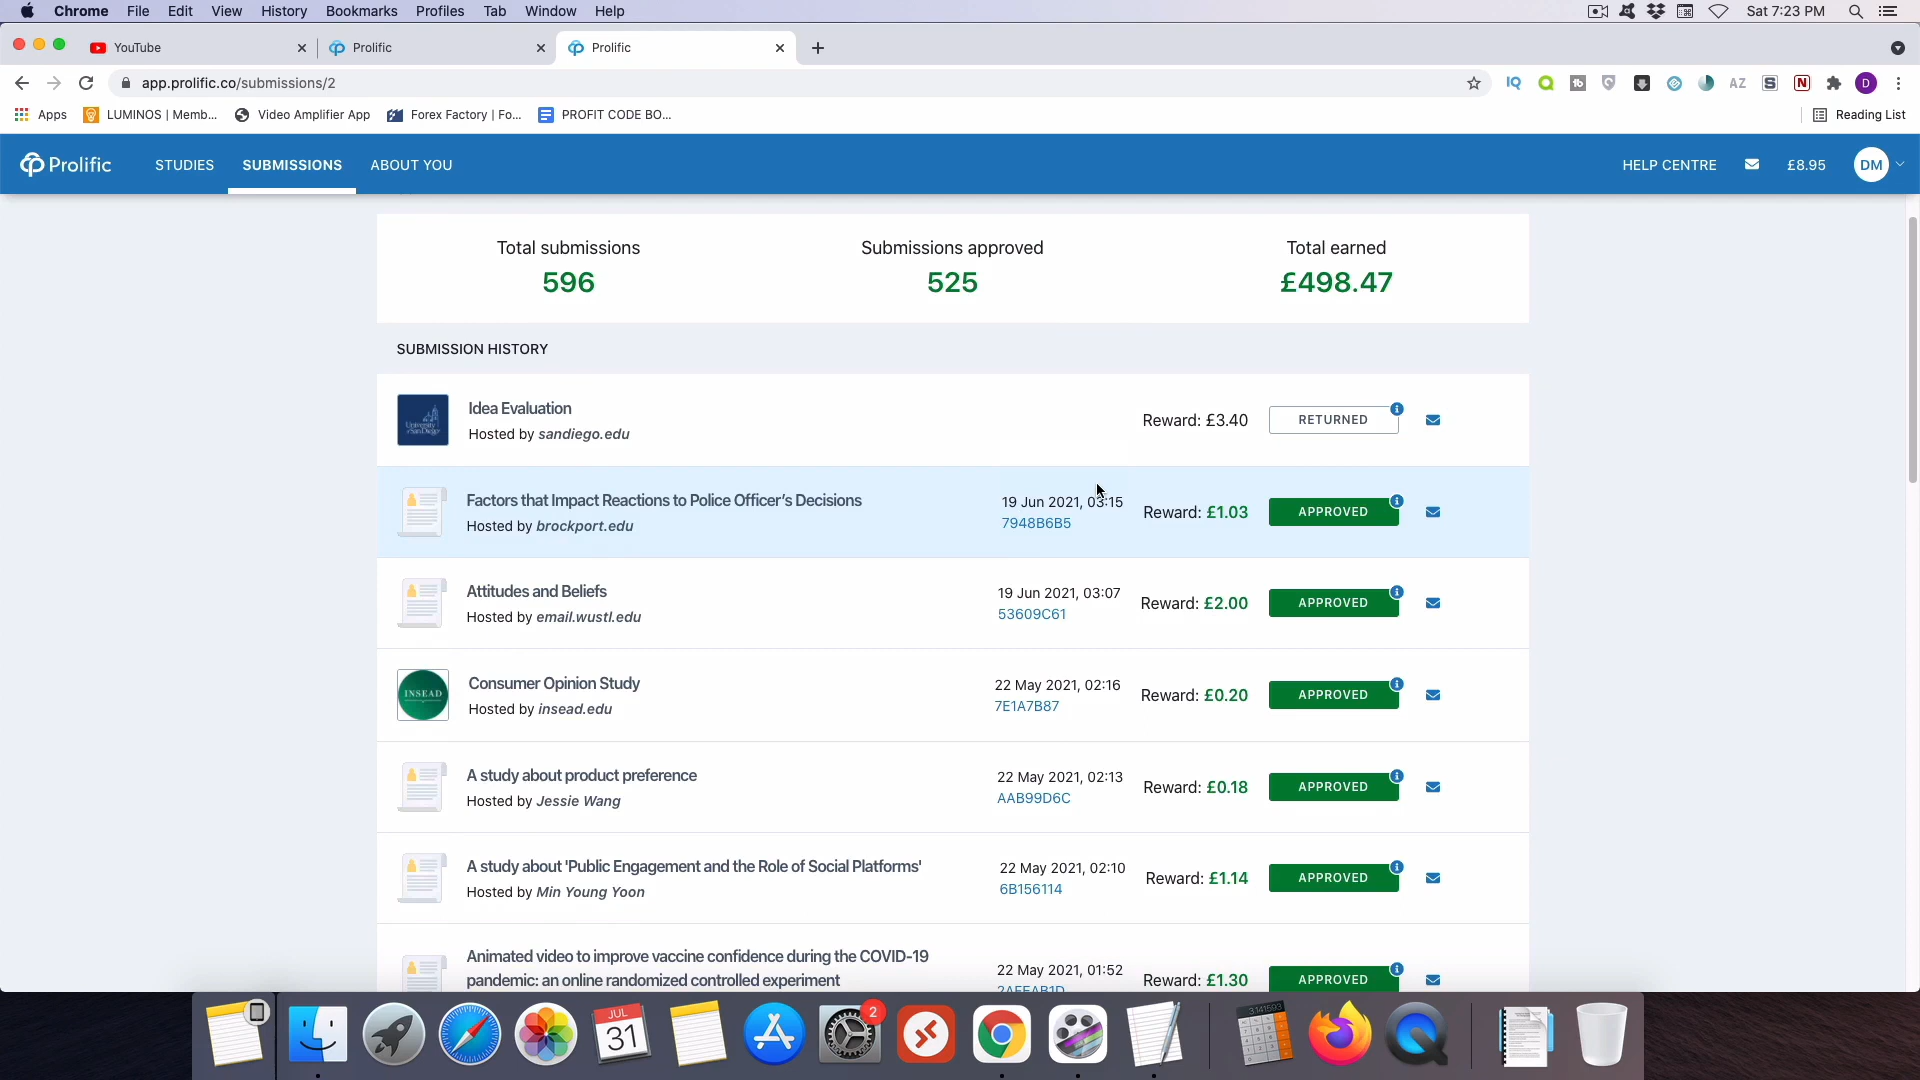 Chrome File Edit View History Bookmarks Profiles Tab Window Help Sat 7:23 PM
YouTube Prolific Prolific
app.prolific.co/submissions/2
Apps LUMINOS | Memb... Video Amplifier App Forex Factory | Fo... PROFIT CODE BO... Reading List
Prolific STUDIES SUBMISSIONS ABOUT YOU HELP CENTRE £8.95 DM
Total submissions Submissions approved Total earned
596 525 £498.47
SUBMISSION HISTORY
Idea Evaluation
Hosted by sandiego.edu
Reward: £3.40 RETURNED
Factors that Impact Reactions to Police Officer’s Decisions
Hosted by brockport.edu
19 Jun 2021, 03:15
7948B6B5
Reward: £1.03 APPROVED
Attitudes and Beliefs
Hosted by email.wustl.edu
19 Jun 2021, 03:07
53609C61
Reward: £2.00 APPROVED
INSEAD
Consumer Opinion Study
Hosted by insead.edu
22 May 2021, 02:16
7E1A7B87
Reward: £0.20 APPROVED
A study about product preference
Hosted by Jessie Wang
22 May 2021, 02:13
AAB99D6C
Reward: £0.18 APPROVED
A study about 'Public Engagement and the Role of Social Platforms'
Hosted by Min Young Yoon
22 May 2021, 02:10
6B156114
Reward: £1.14 APPROVED
Animated video to improve vaccine confidence during the COVID-19
pandemic: an online randomized controlled experiment
22 May 2021, 01:52
Reward: £1.30 APPROVED
JUL
31
2